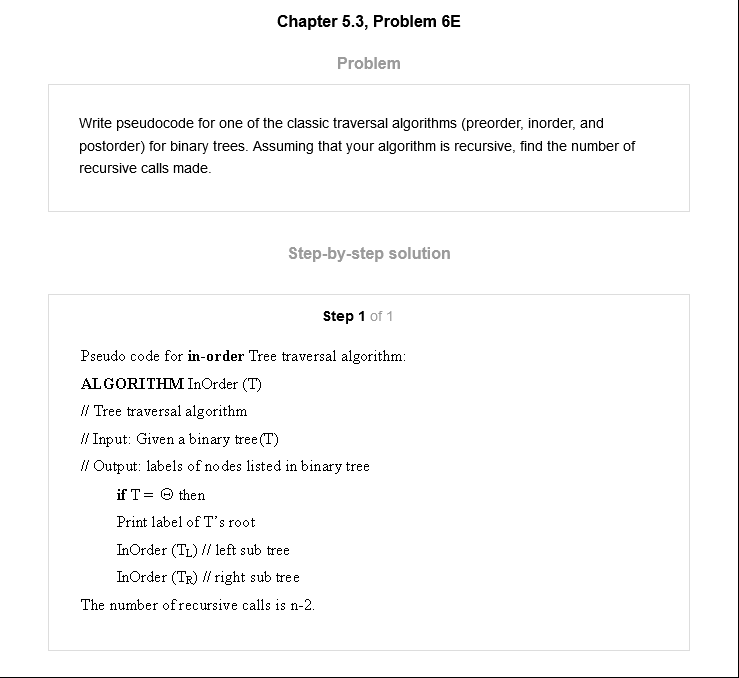 Chapter 5.3, Problem 6E
Problem
Write pseudocode for one of the classic traversal algorithms (preorder, inorder, and
postorder) for binary trees. Assuming that your algorithm is recursive, find the number of
recursive calls made.
Step-by-step solution
Step 1 of 1
Pseudo code for in-order Tree traversal algorithm:
ALGORITHM InOrder (T)
// Tree traversal algorithm
// Input: Given a binary tree(T)
// Output: labels of nodes listed in binary tree
if T = Θ then
Print label of T's root
InOrder (TL) // left sub tree
InOrder (TR) // right sub tree
The number of recursive calls is n-2.